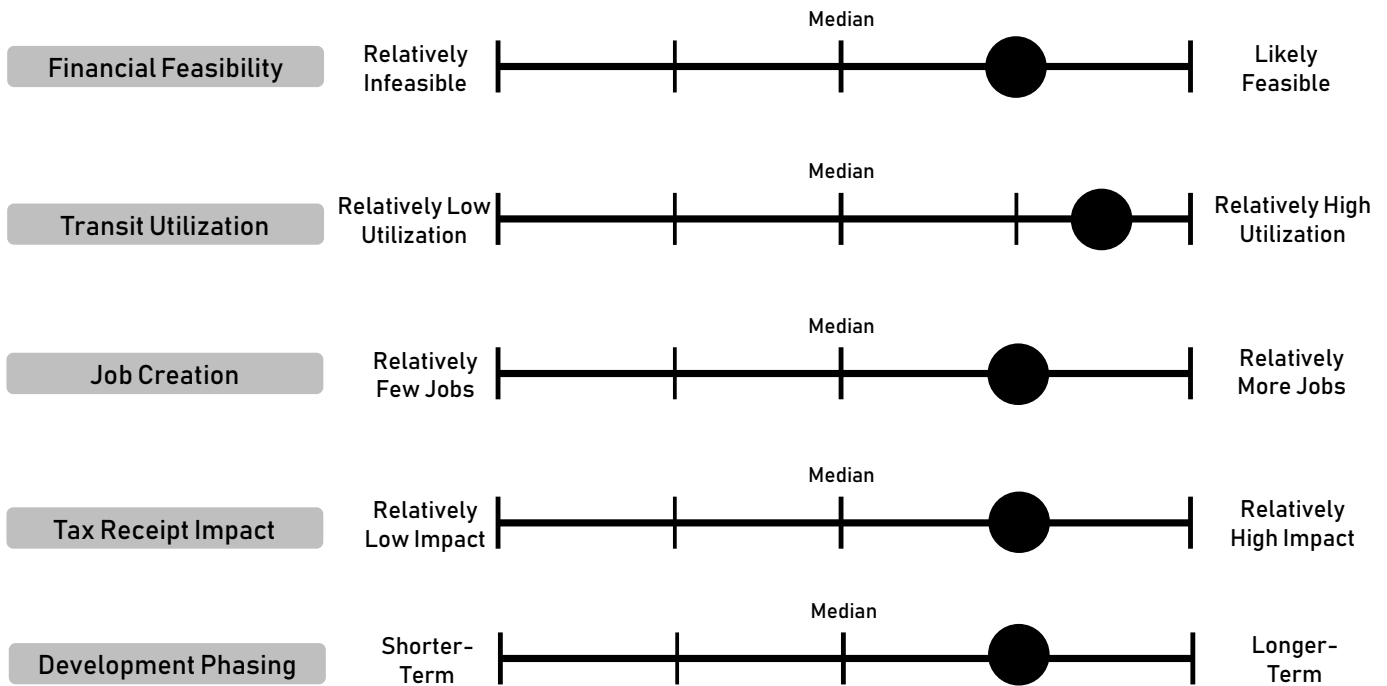 Median
Financial Feasibility
Relatively
Infeasible
Likely
Feasible
Median
Transit Utilization
Relatively Low
Utilization
Relatively High
Utilization
Median
Job Creation
Relatively
Few Jobs
Relatively
More Jobs
Median
Tax Receipt Impact
Relatively
Low Impact
Relatively
High Impact
Median
Development Phasing
Shorter-
Term
Longer-
Term